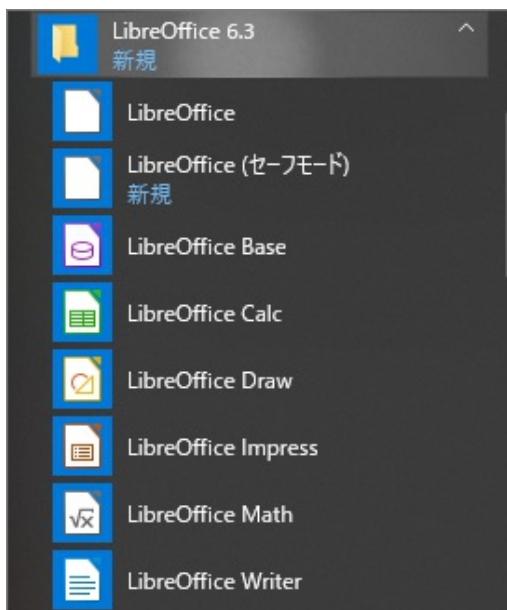 LibreOffice 6.3
新規
LibreOffice
LibreOffice (セーフモード)
新規
LibreOffice Base
LibreOffice Calc
LibreOffice Draw
LibreOffice Impress
LibreOffice Math
LibreOffice Writer